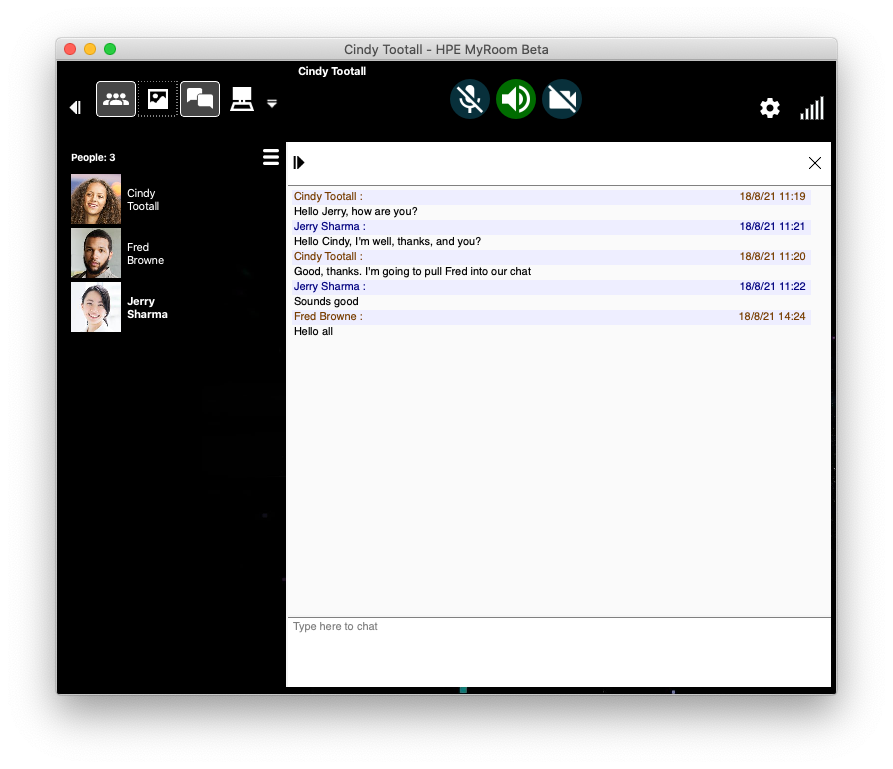 Cindy Tootall - HPE MyRoom Beta
Cindy Tootall
People: 3
Cindy
Tootall
Fred
Browne
Jerry
Sharma
Cindy Tootall : 18/8/21 11:19
Hello Jerry, how are you?
Jerry Sharma : 18/8/21 11:21
Hello Cindy, I'm well, thanks, and you?
Cindy Tootall : 18/8/21 11:20
Good, thanks. I'm going to pull Fred into our chat
Jerry Sharma : 18/8/21 11:22
Sounds good
Fred Browne : 18/8/21 14:24
Hello all
Type here to chat